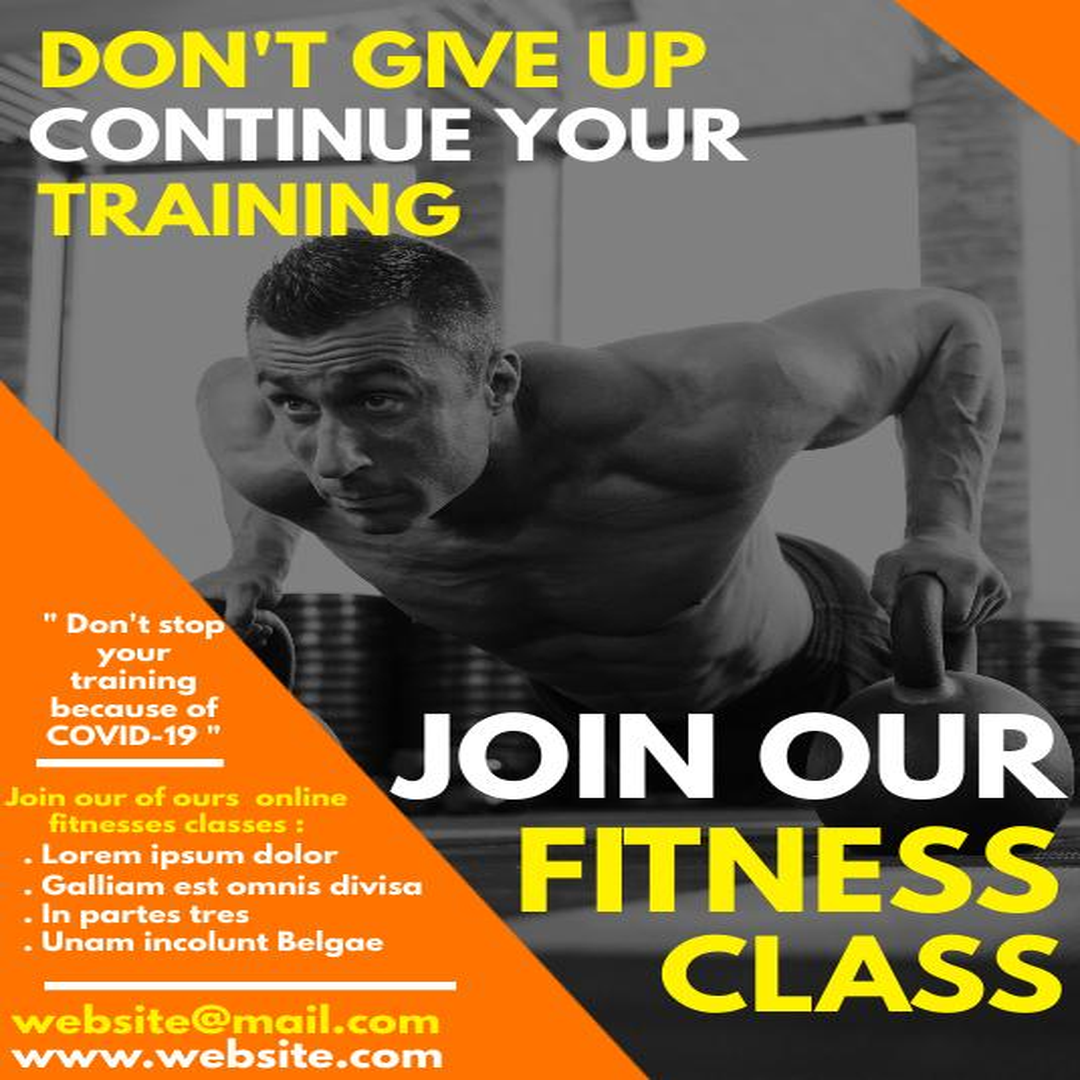 DON'T GIVE UP
CONTINUE YOUR
TRAINING
" Don't stop
your
training
because of
COVID-19 "
Join our of ours online
fitnesses classes :
. Lorem ipsum dolor
. Galliam est omnis divisa
. In partes tres
. Unam incolunt Belgae
website@mail.com
www.website.com
JOIN OUR
FITNESS
CLASS